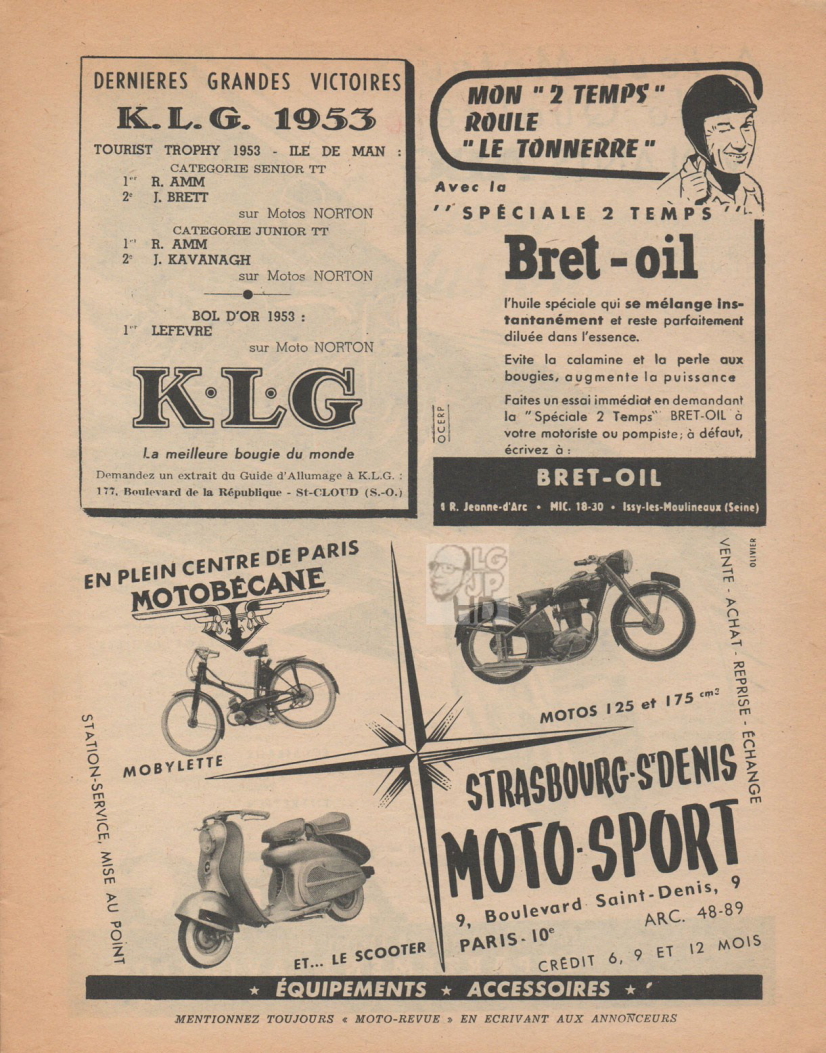 DERNIERES GRANDES VICTOIRES
K.L.G. 1953
TOURIST TROPHY 1953 - ILE DE MAN :
CATEGORIE SENIOR TT
1er R. AMM
2e J. BRETT
sur Motos NORTON
CATEGORIE JUNIOR TT
1er R. AMM
2e J. KAVANAGH
sur Motos NORTON
BOL D'OR 1953 :
1er LEFEVRE
sur Moto NORTON
K•L•G
La meilleure bougie du monde
Demandez un extrait du Guide d'Allumage à K.L.G. :
177, Boulevard de la République - St-CLOUD (S.-O.)
MON "2 TEMPS"
ROULE
"LE TONNERRE"
Avec la
"SPÉCIALE 2 TEMPS"
Bret-oil
l'huile spéciale qui se mélange ins-
tantanément et reste parfaitement
diluée dans l'essence.
Evite la calamine et la perle aux
bougies, augmente la puissance
Faites un essai immédiat en demandant
la "Spéciale 2 Temps" BRET-OIL à
votre motoriste ou pompiste; à défaut,
écrivez à :
OCERP
BRET-OIL
1 R. Jeanne-d'Arc • MIC. 18-30 • Issy-les-Moulineaux (Seine)
EN PLEIN CENTRE DE PARIS
MOTOBÉCANE
MOBYLETTE
STATION-SERVICE, MISE AU POINT
ET... LE SCOOTER
LG
JP
HD
OLIVIER
VENTE - ACHAT - REPRISE - ÉCHANGE
MOTOS 125 et 175 cm3
STRASBOURG-St DENIS
MOTO-SPORT
9, Boulevard Saint-Denis, 9
PARIS-10e
ARC. 48-89
CRÉDIT 6, 9 ET 12 MOIS
★ ÉQUIPEMENTS ★ ACCESSOIRES ★
MENTIONNEZ TOUJOURS « MOTO-REVUE » EN ECRIVANT AUX ANNONCEURS